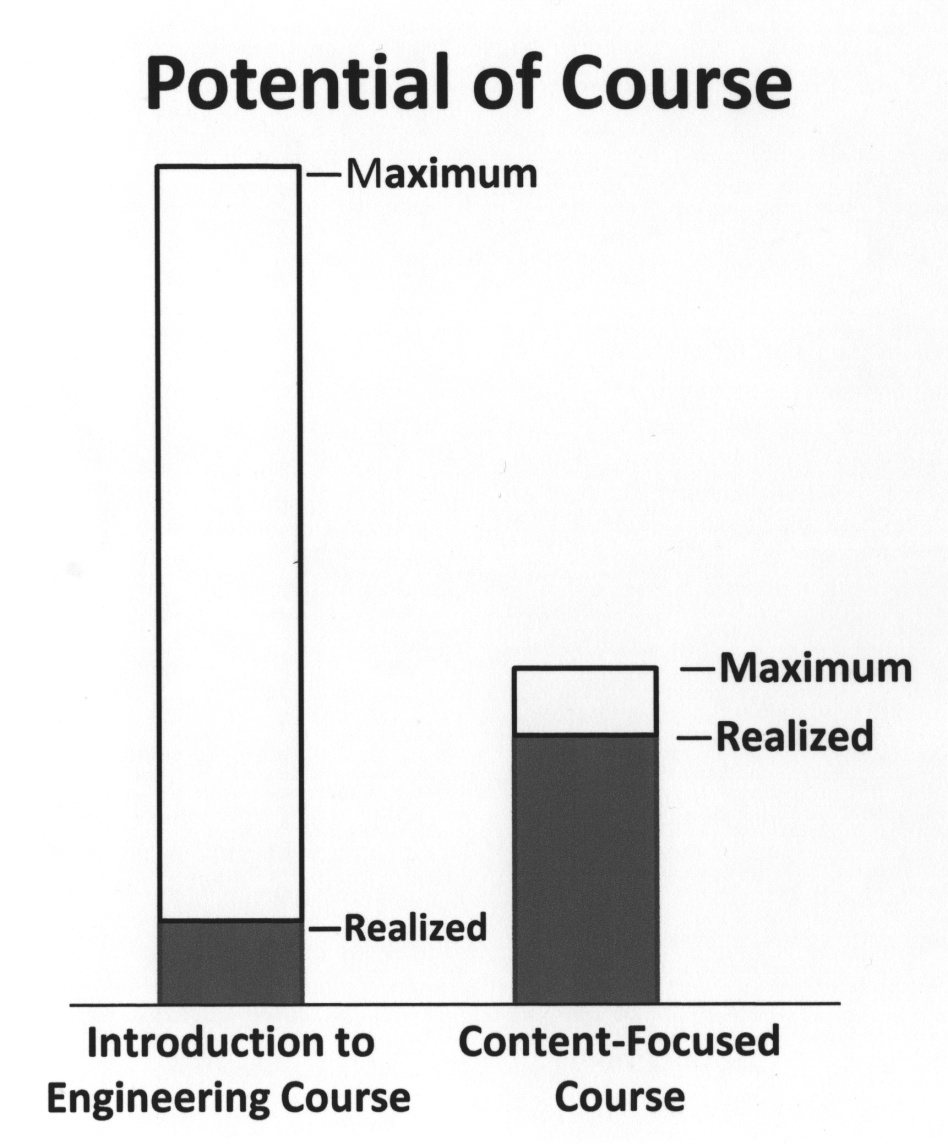 Potential of Course
Maximum
Maximum
Realized
Realized
Introduction to
Engineering Course
Content-Focused
Course